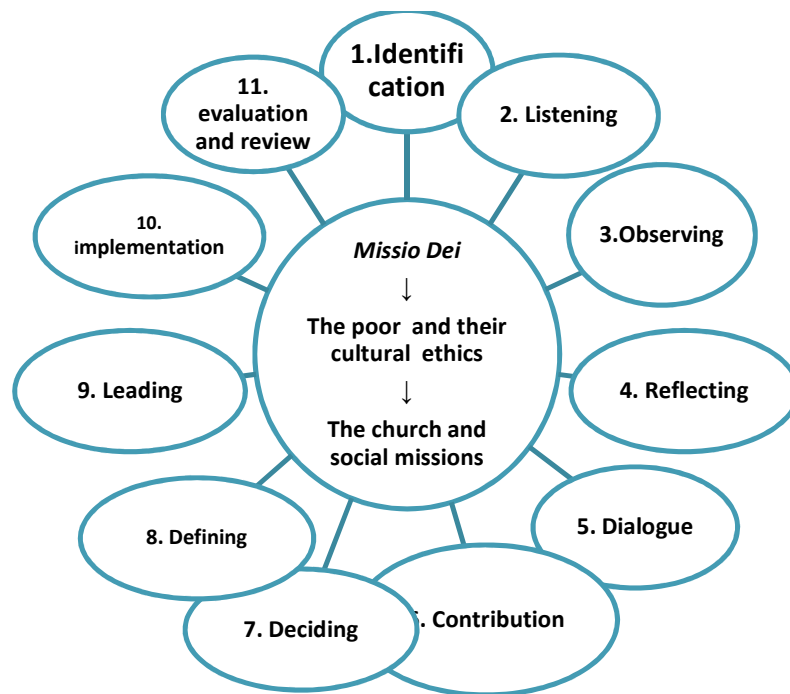 1.Identifi
cation
2. Listening
3.Observing
4. Reflecting
5. Dialogue
6. Contribution
7. Deciding
8. Defining
9. Leading
10.
implementation
11.
evaluation
and review
Missio Dei
↓
The poor and their
cultural ethics
↓
The church and
social missions